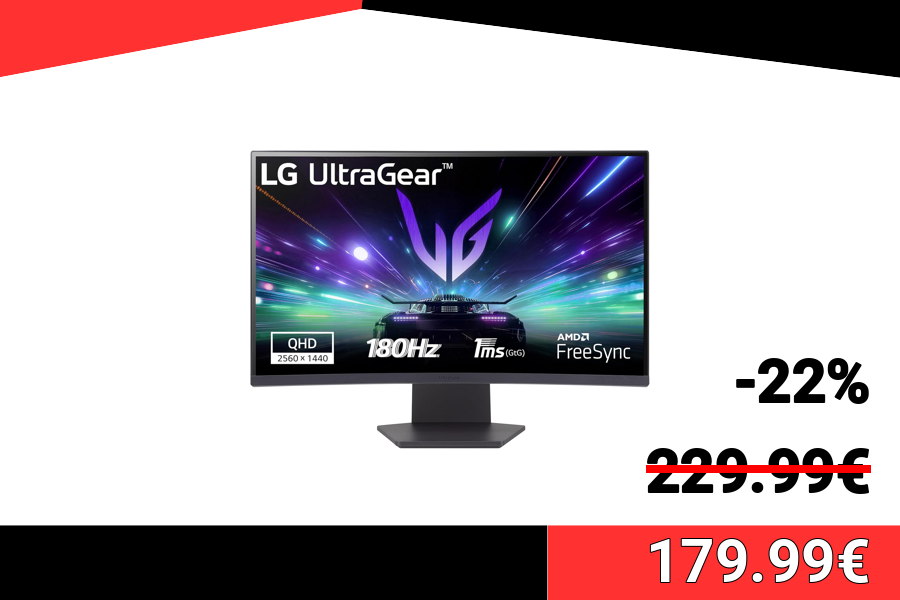 LG UltraGear™
QHD
2560 × 1440
180Hz
1ms (GtG)
AMD
FreeSync
-22%
229.99€
179.99€